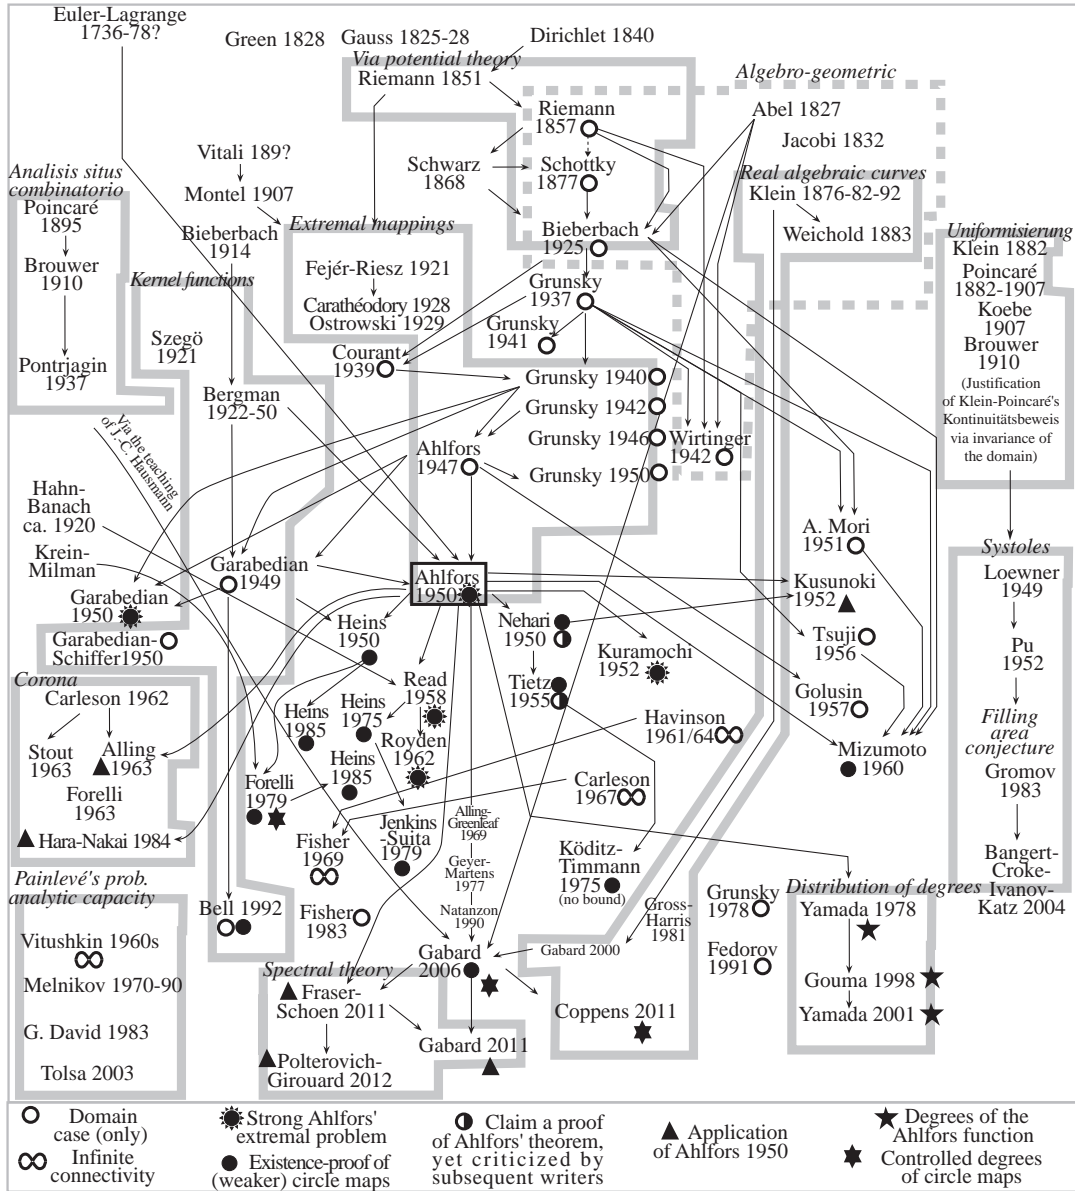 Euler-Lagrange
1736-78?
Green 1828
Gauss 1825-28
Dirichlet 1840
Via potential theory
Riemann 1851
Algebro-geometric
Riemann
1857
Abel 1827
Jacobi 1832
Vitali 189?
Schwarz
1868
Schottky
1877
Real algebraic curves
Klein 1876-82-92
Weichold 1883
Analisis situs
combinatorio
Poincaré
1895
Brouwer
1910
Pontrjagin
1937
Montel 1907
Bieberbach
1914
Extremal mappings
Bieberbach
1925
Uniformisierung
Klein 1882
Poincaré
1882-1907
Koebe
1907
Brouwer
1910
(Justification
of Klein-Poincaré's
Kontinuitätsbeweis
via invariance of
the domain)
Kernel functions
Fejér-Riesz 1921
Carathéodory 1928
Ostrowski 1929
Grunsky
1937
Grunsky
1941
Szegö
1921
Courant
1939
Grunsky 1940
Grunsky 1942
Grunsky 1946
Grunsky 1950
Wirtinger
1942
Bergman
1922-50
Via the teaching
of J.-C. Hausmann
Ahlfors
1947
Hahn-
Banach
ca. 1920
Krein-
Milman
A. Mori
1951
Systoles
Loewner
1949
Pu
1952
Filling
area
conjecture
Gromov
1983
Bangert-
Croke-
Ivanov-
Katz 2004
Garabedian
1949
Ahlfors
1950
Kusunoki
1952
Garabedian
1950
Garabedian-
Schiffer1950
Heins
1950
Nehari
1950
Kuramochi
1952
Tsuji
1956
Corona
Carleson 1962
Stout
1963
Alling
1963
Forelli
1963
Hara-Nakai 1984
Read
1958
Tietz
1955
Golusin
1957
Heins
1985
Heins
1975
Royden
1962
Havinson
1961/64
Mizumoto
1960
Heins
1985
Forelli
1979
Carleson
1967
Fisher
1969
Jenkins
-Suita
1979
Alling-
Greenleaf
1969
Geyer-
Martens
1977
Natanzon
1990
Köditz-
Timmann
1975
(no bound)
Gross-
Harris
1981
Grunsky
1978
Fedorov
1991
Distribution of degrees
Yamada 1978
Gouma 1998
Yamada 2001
Painlevé's prob.
analytic capacity
Vitushkin 1960s
Melnikov 1970-90
G. David 1983
Tolsa 2003
Bell 1992
Fisher
1983
Gabard
2006
Gabard 2000
Spectral theory
Fraser-
Schoen 2011
Coppens 2011
Gabard 2011
Polterovich-
Girouard 2012
Domain
case (only)
Infinite
connectivity
Strong Ahlfors'
extremal problem
Existence-proof of
(weaker) circle maps
Claim a proof
of Ahlfors' theorem,
yet criticized by
subsequent writers
Application
of Ahlfors 1950
Degrees of the
Ahlfors function
Controlled degrees
of circle maps